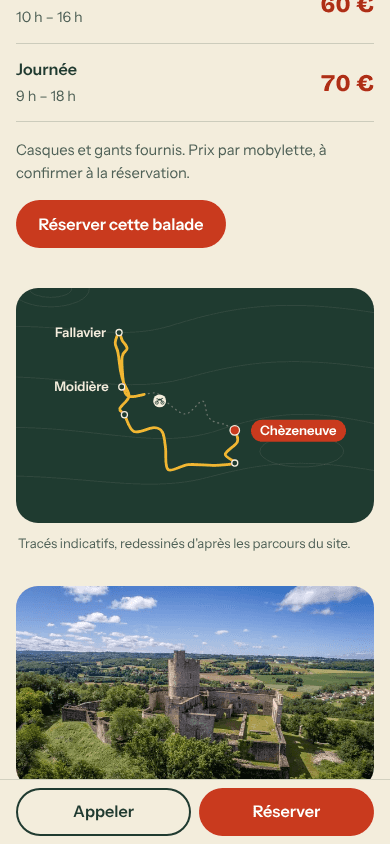 10 h – 16 h
60 €
Journée
9 h – 18 h
70 €
Casques et gants fournis. Prix par mobylette, à
confirmer à la réservation.
Réserver cette balade
Fallavier
Moidière
Chèzeneuve
Tracés indicatifs, redessinés d'après les parcours du site.
Appeler
Réserver